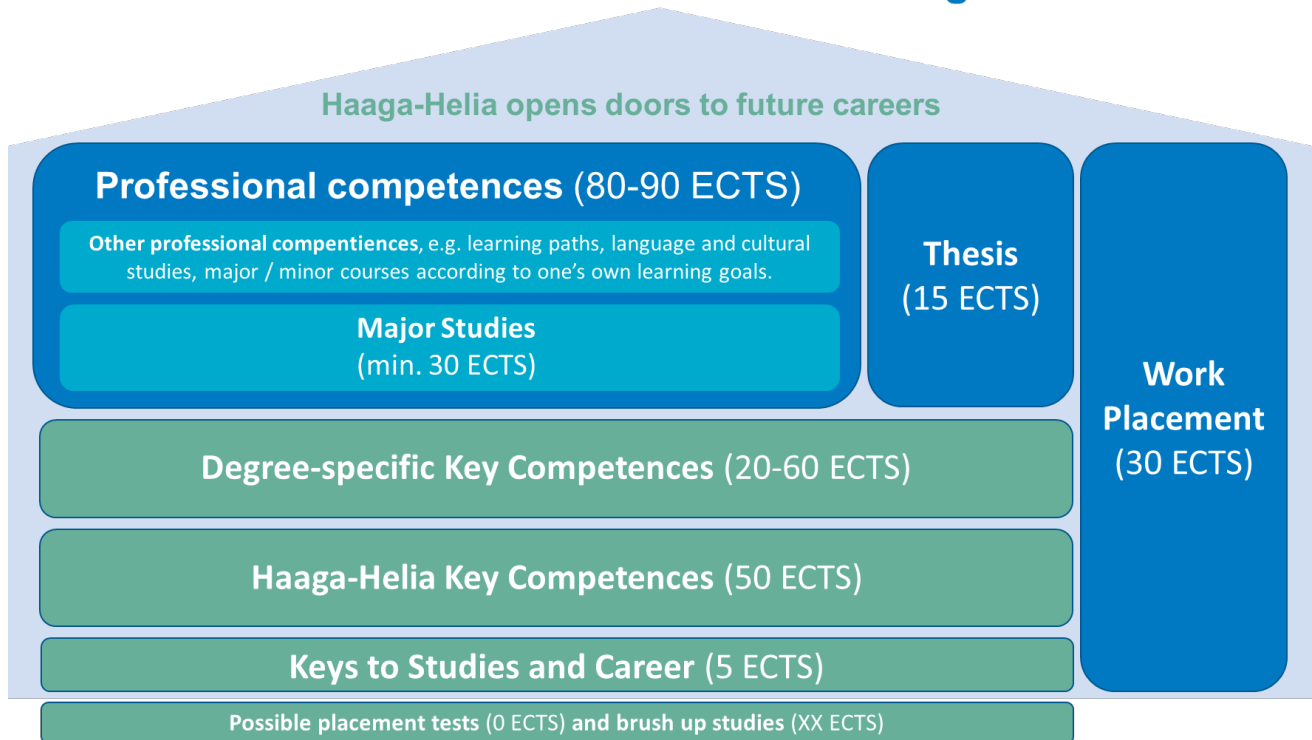 Haaga-Helia opens doors to future careers
Professional competences (80-90 ECTS)
Other professional compentiences, e.g. learning paths, language and cultural
studies, major / minor courses according to one's own learning goals.
Major Studies
(min. 30 ECTS)
Thesis
(15 ECTS)
Work
Placement
(30 ECTS)
Degree-specific Key Competences (20-60 ECTS)
Haaga-Helia Key Competences (50 ECTS)
Keys to Studies and Career (5 ECTS)
Possible placement tests (0 ECTS) and brush up studies (XX ECTS)